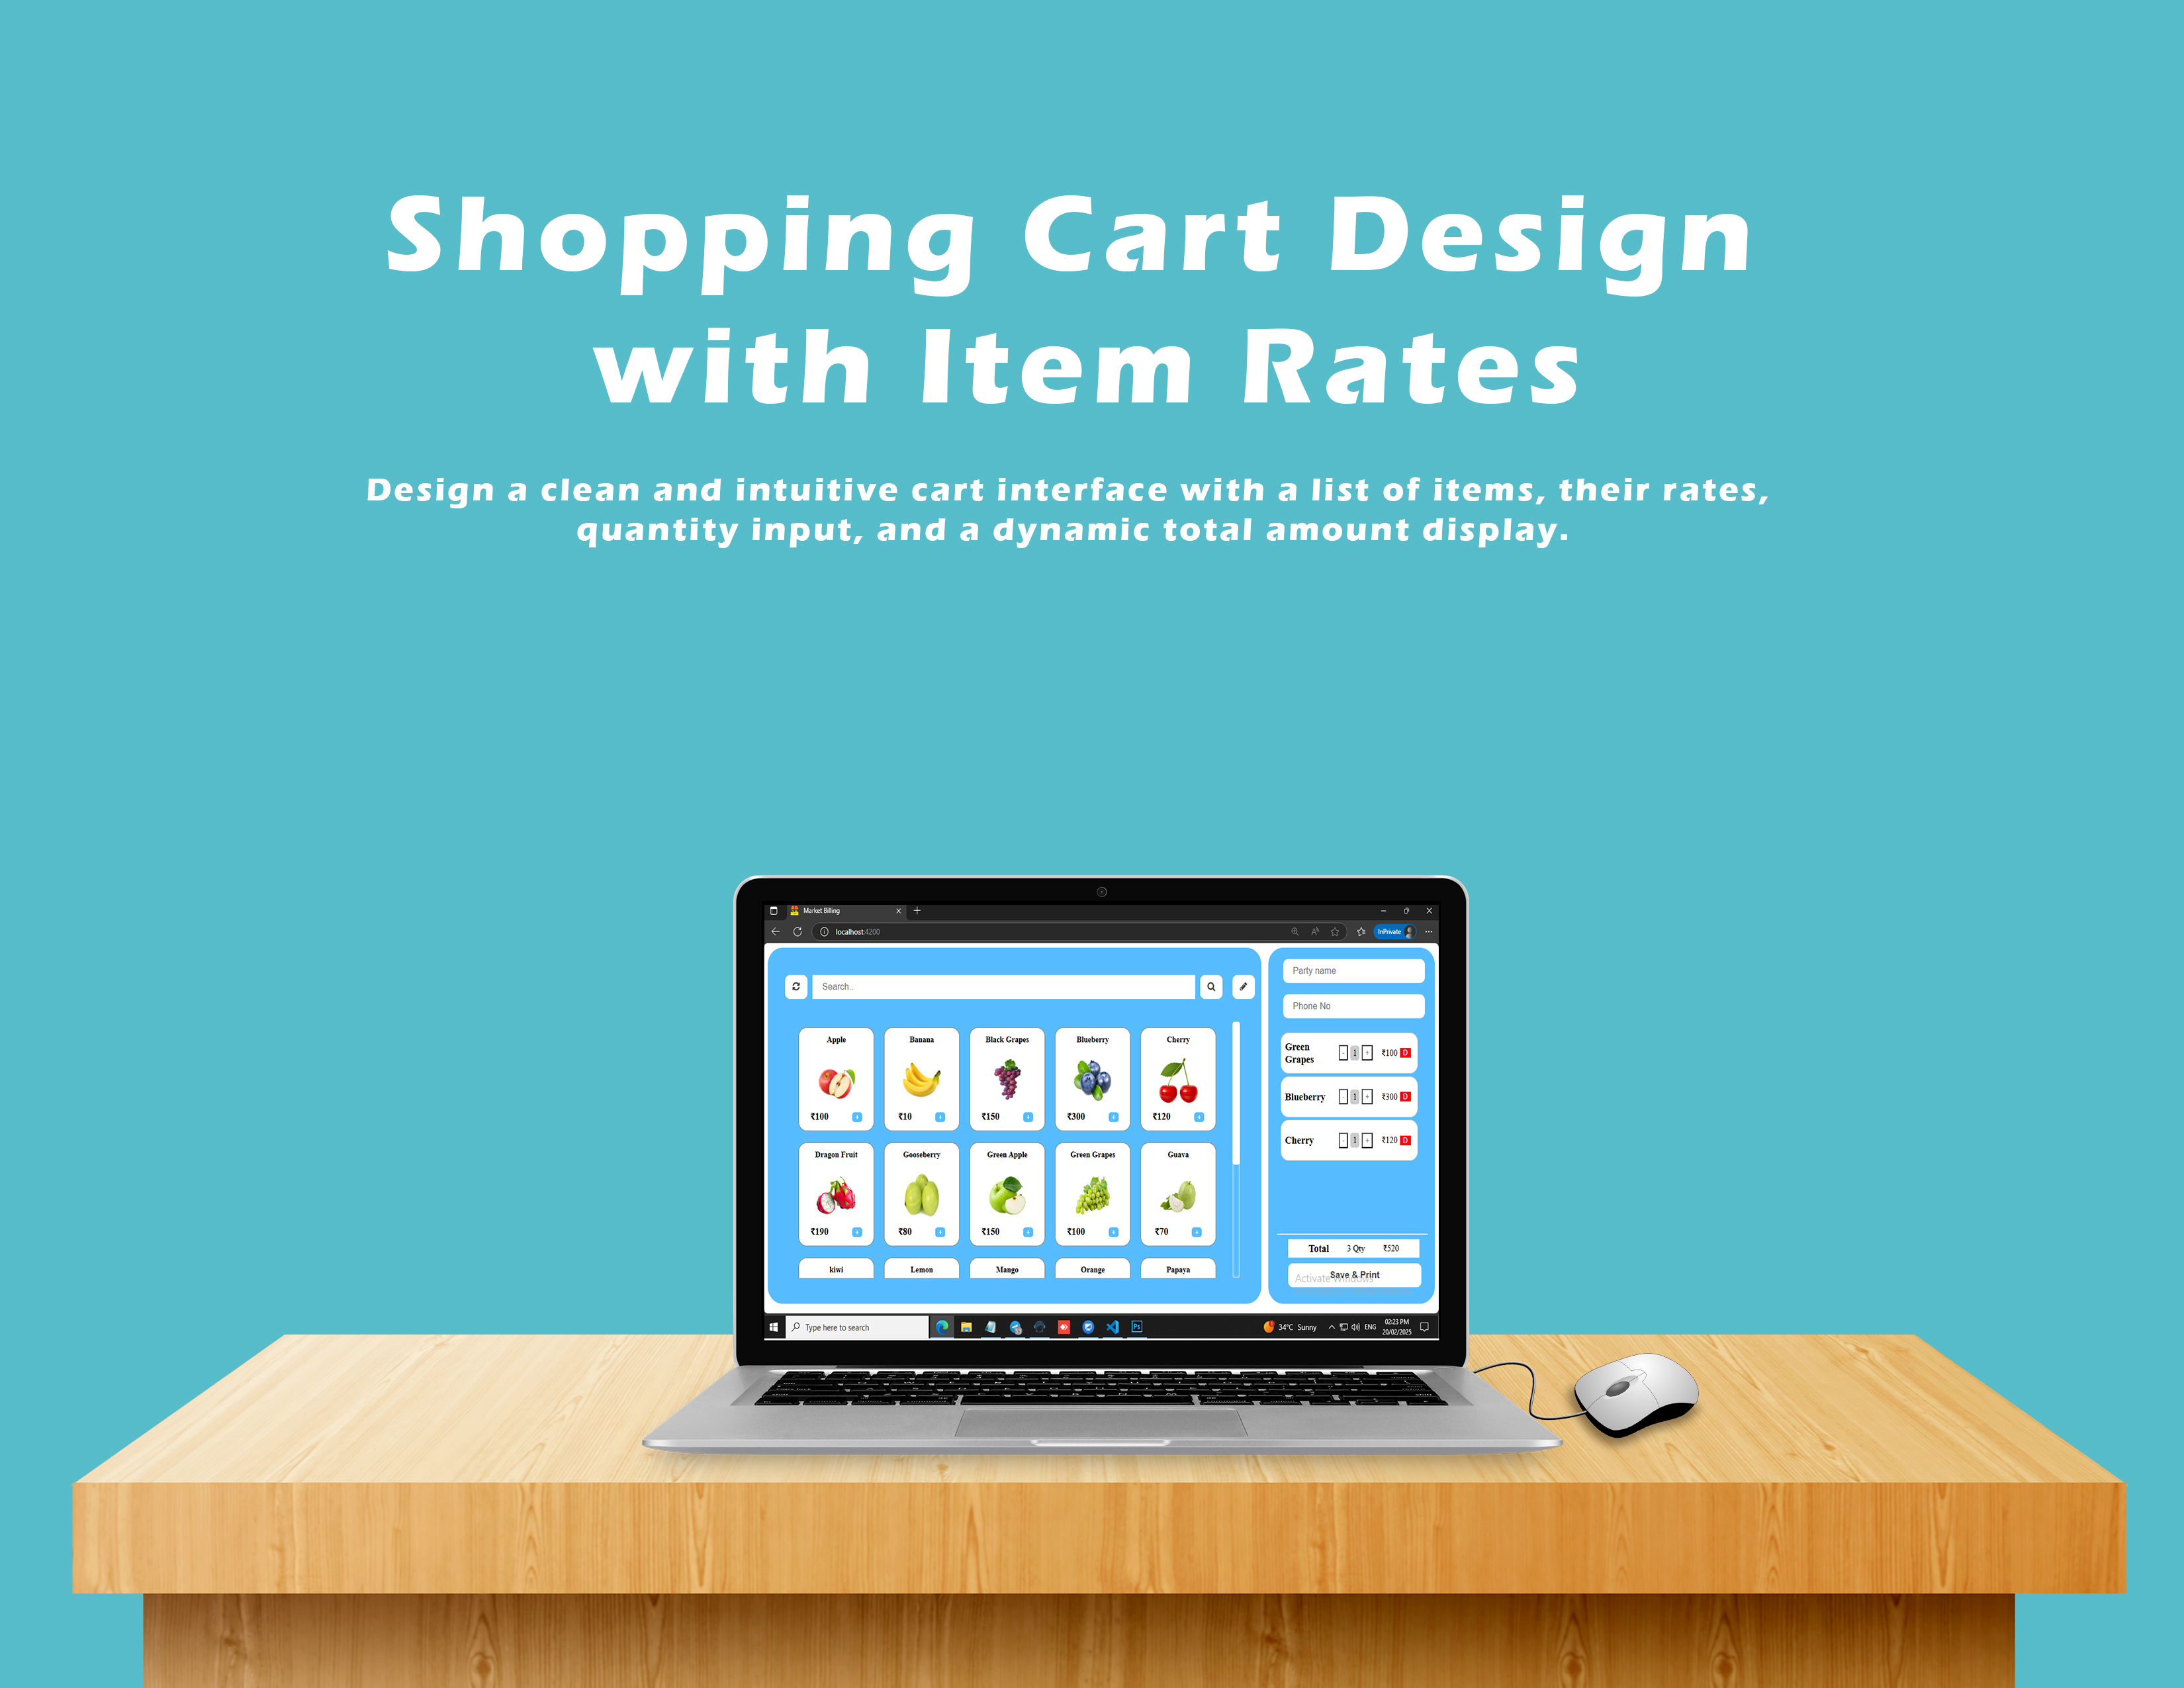 Shopping Cart Design
with Item Rates
Design a clean and intuitive cart interface with a list of items, their rates,
quantity input, and a dynamic total amount display.
Market Billing
localhost:4200
InPrivate
Search..
Apple
Banana
Black Grapes
Blueberry
Cherry
₹100
₹10
₹150
₹300
₹120
Dragon Fruit
Gooseberry
Green Apple
Green Grapes
Guava
₹190
₹80
₹150
₹100
₹70
kiwi
Lemon
Mango
Orange
Papaya
Party name
Phone No
Green
Grapes
- 1 + ₹100 D
Blueberry - 1 + ₹300 D
Cherry - 1 + ₹120 D
Total 3 Qty ₹520
Save & Print
Activate Windows
Type here to search
Ps
34°C Sunny
ENG
02:23 PM
20/02/2025